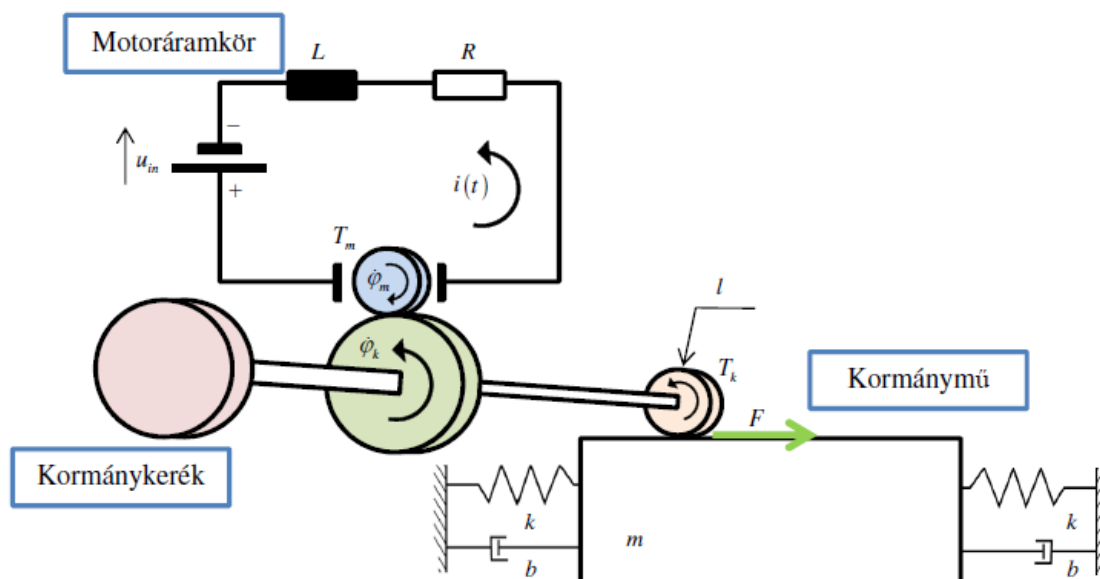 Motoráramkör
L
R
−
u_in
+
i(t)
T_m
φ̇_m
l
φ̇_k
T_k
Kormánymű
F
Kormánykerék
k
k
m
b
b